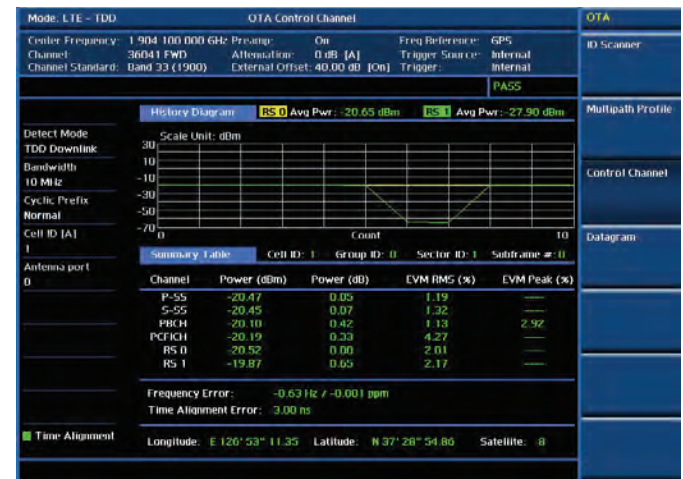 Mode: LTE - TDD OTA Control Channel OTA
Center Frequency: 1 904 100 000 GHz Preamp: On Freq Reference: GPS
Channel: 36041 FWD Attenuation: 0 dB [A] Trigger Source: Internal
Channel Standard: Band 33 (1900) External Offset: 40.00 dB [On] Trigger: Internal
ID Scanner
PASS
History Diagram RS 0 Avg Pwr: -20.65 dBm RS 1 Avg Pwr: -27.90 dBm
Multipath Profile
Detect Mode
TDD Downlink
Scale Unit: dBm
30
10
-10
-30
-50
-70
0 Count 10
Bandwidth
10 MHz
Control Channel
Cyclic Prefix
Normal
Cell ID [A]
1
Datagram
Summary Table Cell ID: 1 Group ID: 0 Sector ID: 1 Subframe #: 0
Antenna port
0
Channel Power (dBm) Power (dB) EVM RMS (%) EVM Peak (%)
P-SS -20.47 0.05 1.19 ----
S-SS -20.45 0.07 1.32 ----
PBCH -20.10 0.42 1.13 2.92
PCFICH -20.19 0.33 4.27 ----
RS 0 -20.52 0.00 2.01 ----
RS 1 -19.87 0.65 2.17 ----
Frequency Error: -0.63 Hz / -0.001 ppm
Time Alignment Error: 3.00 ns
Time Alignment
Longitude: E 126' 53" 11.35 Latitude: N 37' 28" 54.86 Satellite: 8